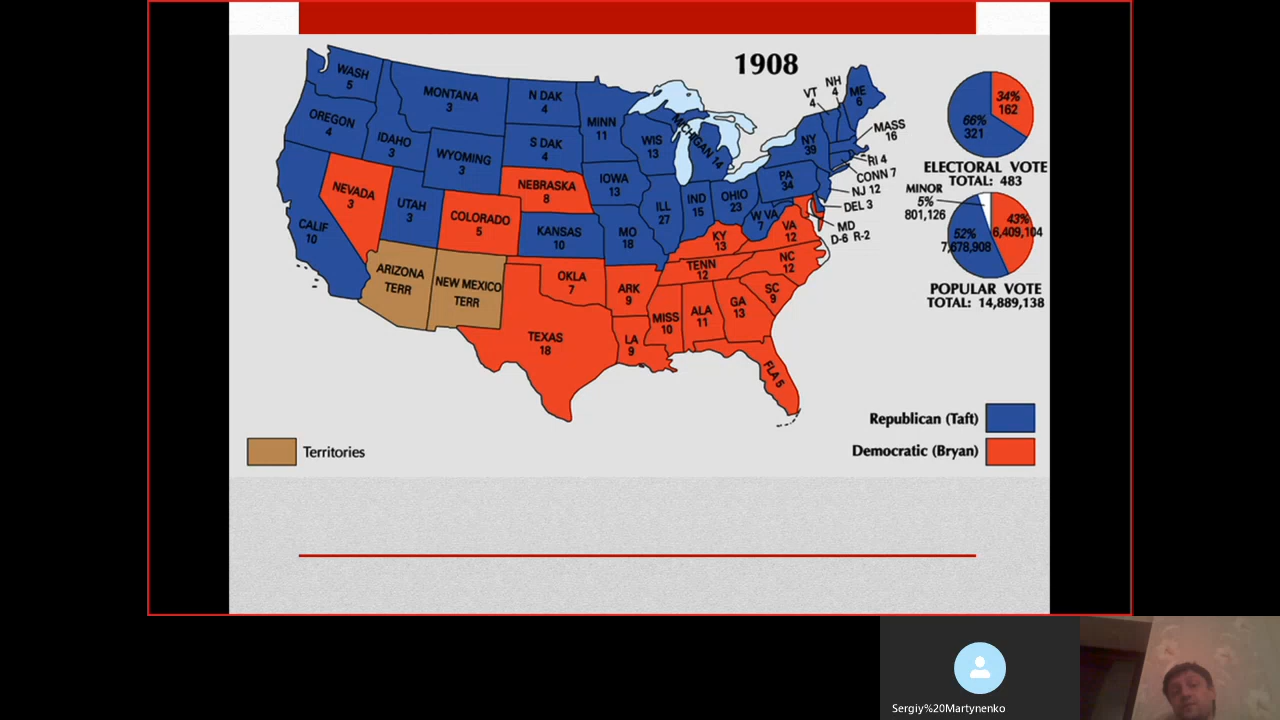 1908
WASH
5
OREGON
4
CALIF
10
NEVADA
3
IDAHO
3
MONTANA
3
WYOMING
3
UTAH
3
COLORADO
5
ARIZONA
TERR
NEW MEXICO
TERR
N DAK
4
S DAK
4
NEBRASKA
8
KANSAS
10
OKLA
7
TEXAS
18
MINN
11
IOWA
13
MO
18
ARK
9
LA
9
WIS
13
ILL
27
MICHIGAN 14
IND
15
OHIO
23
KY
13
TENN
12
MISS
10
ALA
11
GA
13
FLA 5
SC
9
NC
12
VA
12
W VA
7
PA
34
NY
39
VT
4
NH
4
ME
6
MASS
16
RI 4
CONN 7
NJ 12
DEL 3
MD
D-6 R-2
34%
162
66%
321
ELECTORAL VOTE
TOTAL: 483
MINOR
5%
801,126
43%
6,409,104
52%
7,678,908
POPULAR VOTE
TOTAL: 14,889,138
Republican (Taft)
Democratic (Bryan)
Territories
Sergiy%20Martynenko